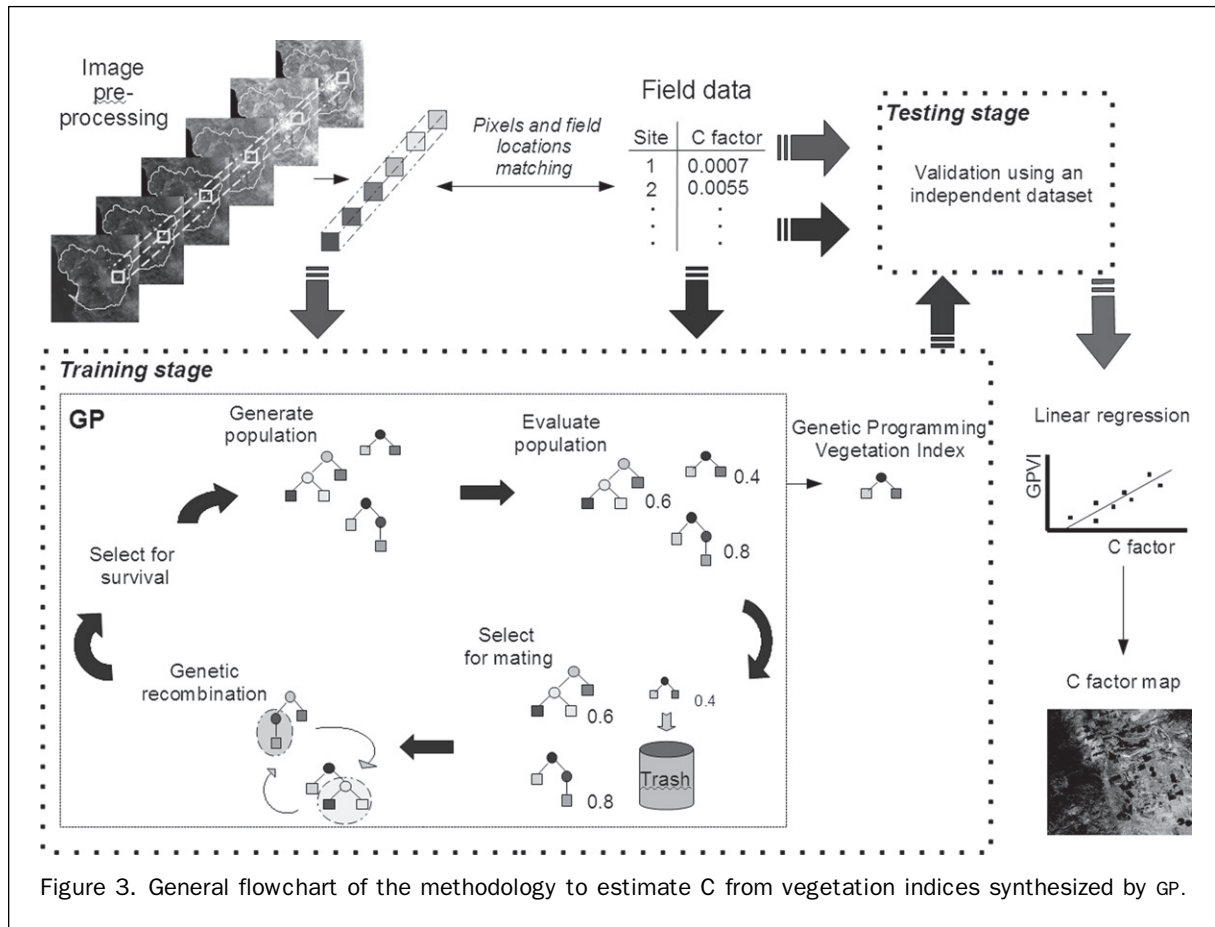 Image
pre-
processing
Pixels and field
locations
matching
Field data
Site C factor
1 0.0007
2 0.0055
Testing stage
Validation using an
independent dataset
Training stage
GP
Generate
population
Evaluate
population
0.4
0.6
0.8
Genetic Programming
Vegetation Index
Select for
survival
Select
for mating
0.6
0.4
0.8
Trash
Genetic
recombination
Linear regression
GPVI
C factor
C factor map
Figure 3. General flowchart of the methodology to estimate C from vegetation indices synthesized by GP.